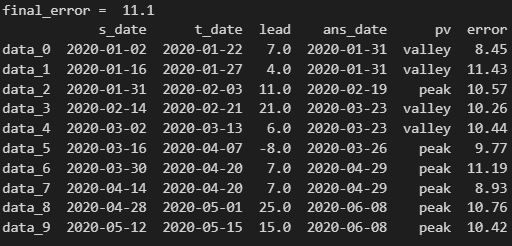 final_error =  11.1
            s_date      t_date  lead    ans_date      pv  error
data_0  2020-01-02  2020-01-22   7.0  2020-01-31  valley   8.45
data_1  2020-01-16  2020-01-27   4.0  2020-01-31  valley  11.43
data_2  2020-01-31  2020-02-03  11.0  2020-02-19    peak  10.57
data_3  2020-02-14  2020-02-21  21.0  2020-03-23  valley  10.26
data_4  2020-03-02  2020-03-13   6.0  2020-03-23  valley  10.44
data_5  2020-03-16  2020-04-07  -8.0  2020-03-26    peak   9.77
data_6  2020-03-30  2020-04-20   7.0  2020-04-29    peak  11.19
data_7  2020-04-14  2020-04-20   7.0  2020-04-29    peak   8.93
data_8  2020-04-28  2020-05-01  25.0  2020-06-08    peak  10.76
data_9  2020-05-12  2020-05-15  15.0  2020-06-08    peak  10.42